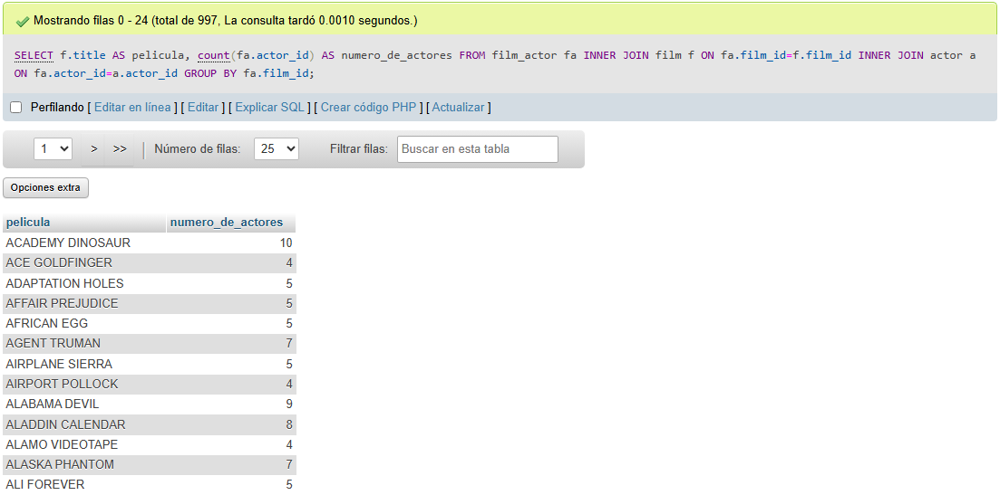 Mostrando filas 0 - 24 (total de 997, La consulta tardó 0.0010 segundos.)
SELECT f.title AS pelicula, count(fa.actor_id) AS numero_de_actores FROM film_actor fa INNER JOIN film f ON fa.film_id=f.film_id INNER JOIN actor a
ON fa.actor_id=a.actor_id GROUP BY fa.film_id;
Perfilando [ Editar en línea ] [ Editar ] [ Explicar SQL ] [ Crear código PHP ] [ Actualizar ]
1 > >> | Número de filas: 25 Filtrar filas: Buscar en esta tabla
Opciones extra
pelicula numero_de_actores
ACADEMY DINOSAUR 10
ACE GOLDFINGER 4
ADAPTATION HOLES 5
AFFAIR PREJUDICE 5
AFRICAN EGG 5
AGENT TRUMAN 7
AIRPLANE SIERRA 5
AIRPORT POLLOCK 4
ALABAMA DEVIL 9
ALADDIN CALENDAR 8
ALAMO VIDEOTAPE 4
ALASKA PHANTOM 7
ALI FOREVER 5